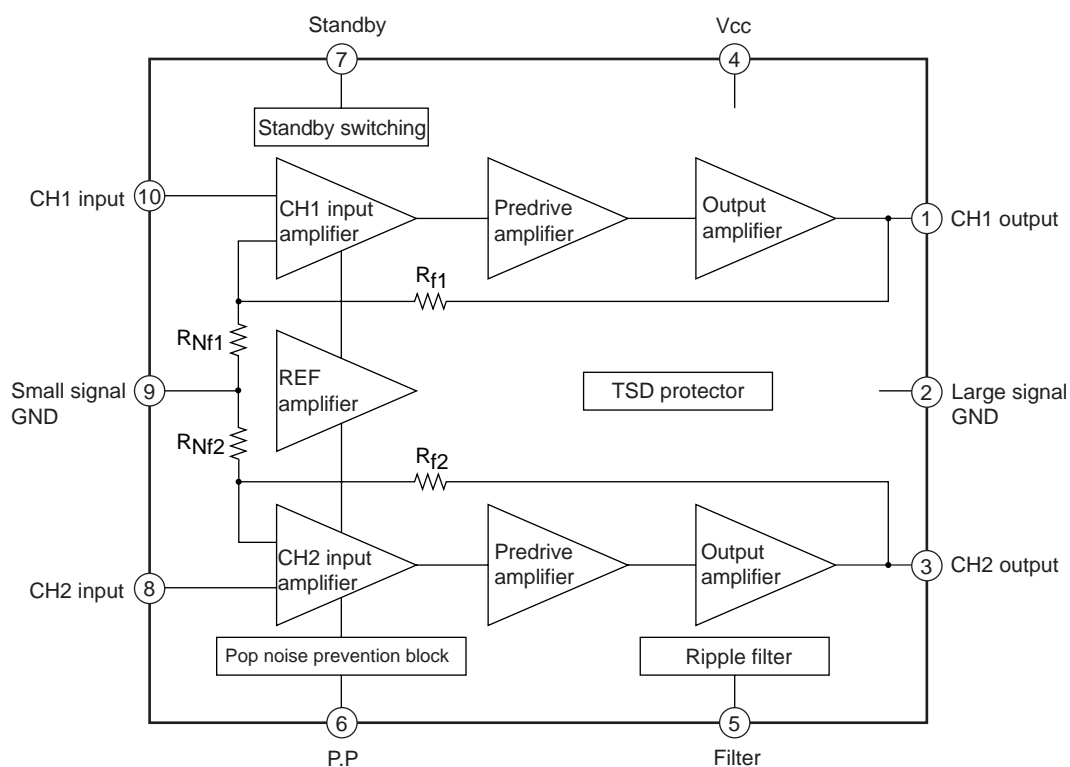 Standby
Vcc
7
4
Standby switching
CH1 input
10
CH1 input
amplifier
Predrive
amplifier
Output
amplifier
1
CH1 output
Rf1
RNf1
Small signal
GND
9
REF
amplifier
TSD protector
2
Large signal
GND
RNf2
Rf2
CH2 input
8
CH2 input
amplifier
Predrive
amplifier
Output
amplifier
3
CH2 output
Pop noise prevention block
Ripple filter
6
5
P.P
Filter